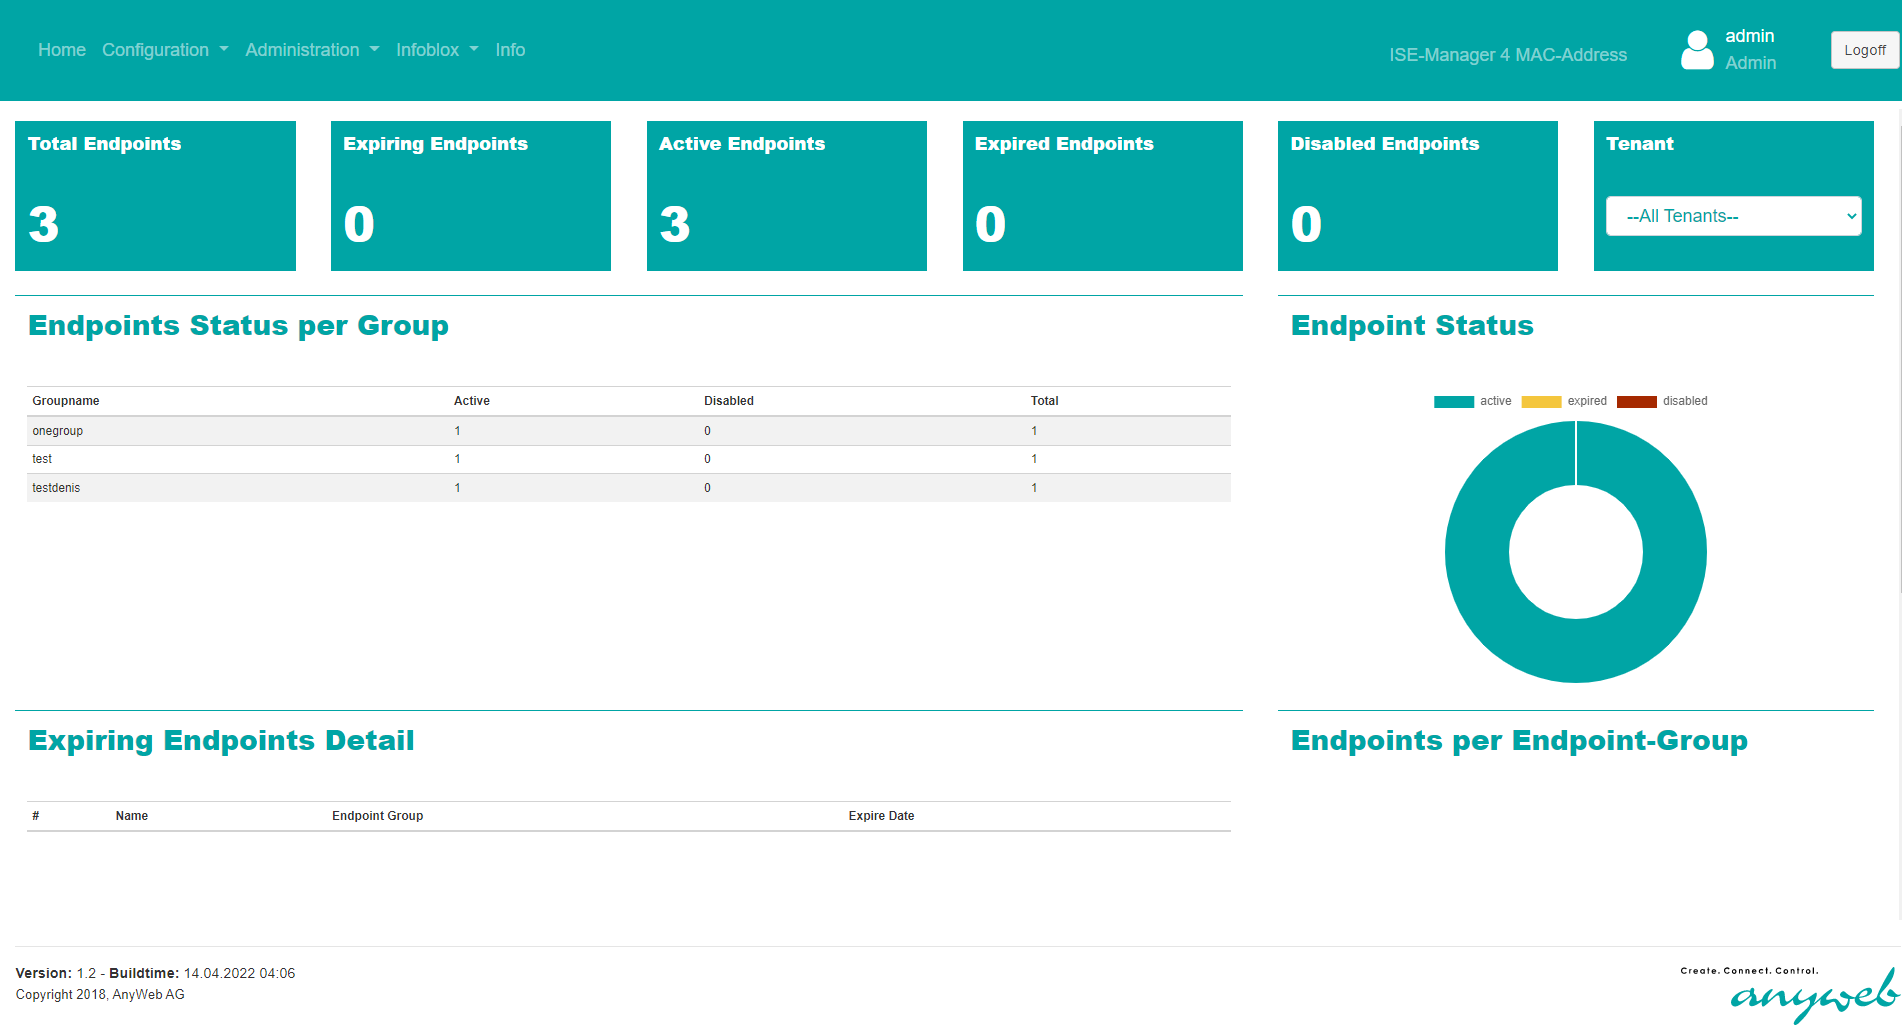 Home Configuration Administration Infoblox Info
ISE-Manager 4 MAC-Address
admin
Admin
Logoff
Total Endpoints
3
Expiring Endpoints
0
Active Endpoints
3
Expired Endpoints
0
Disabled Endpoints
0
Tenant
--All Tenants--
Endpoints Status per Group
Groupname Active Disabled Total
onegroup 1 0 1
test 1 0 1
testdenis 1 0 1
Endpoint Status
active expired disabled
Expiring Endpoints Detail
# Name Endpoint Group Expire Date
Endpoints per Endpoint-Group
Version: 1.2 - Buildtime: 14.04.2022 04:06
Copyright 2018, AnyWeb AG
Create. Connect. Control.
anyweb